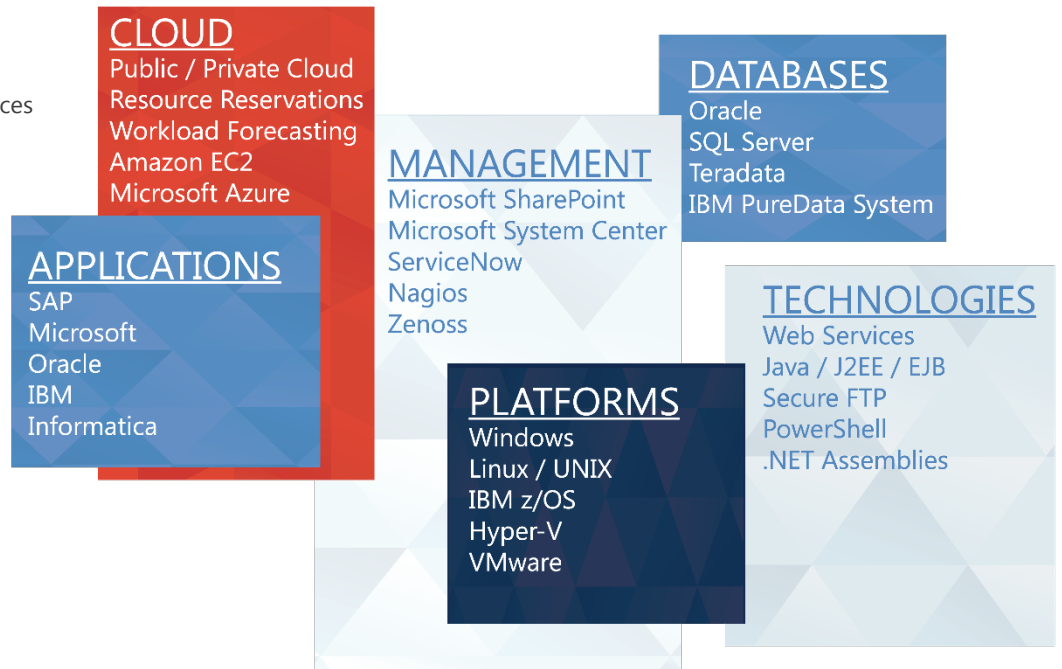 ces
CLOUD
Public / Private Cloud
Resource Reservations
Workload Forecasting
Amazon EC2
Microsoft Azure
APPLICATIONS
SAP
Microsoft
Oracle
IBM
Informatica
MANAGEMENT
Microsoft SharePoint
Microsoft System Center
ServiceNow
Nagios
Zenoss
PLATFORMS
Windows
Linux / UNIX
IBM z/OS
Hyper-V
VMware
DATABASES
Oracle
SQL Server
Teradata
IBM PureData System
TECHNOLOGIES
Web Services
Java / J2EE / EJB
Secure FTP
PowerShell
.NET Assemblies